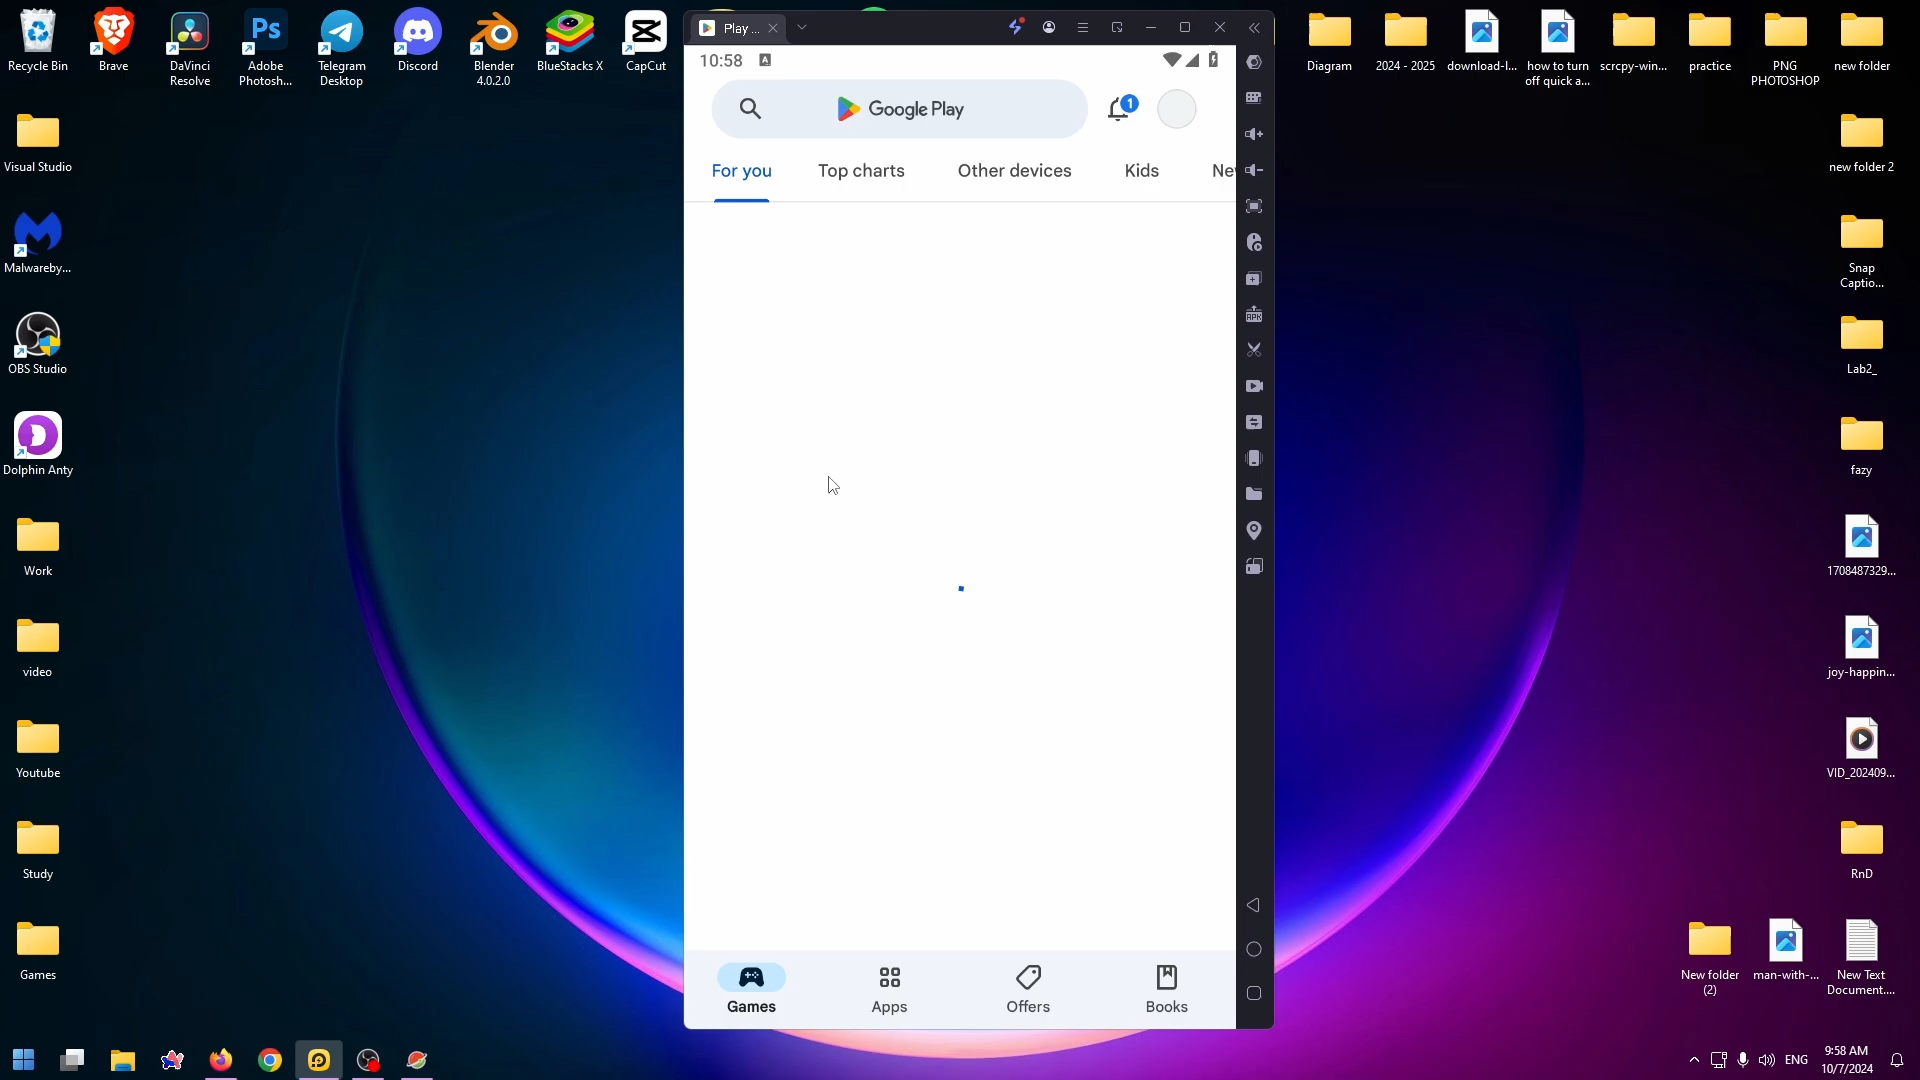 Recycle Bin
Brave
DaVinci
Resolve
Adobe
Photosh...
Telegram
Desktop
Discord
Blender
4.0.2.0
BlueStacks X
CapCut
Visual Studio
Malwareby...
OBS Studio
Dolphin Anty
Work
video
Youtube
Study
Games
Play ...
10:58
Google Play
1
For you
Top charts
Other devices
Kids
Ne
APK
Games
Apps
Offers
Books
Diagram
2024 - 2025
download-l...
how to turn
off quick a...
scrcpy-win...
practice
PNG
PHOTOSHOP
new folder
new folder 2
Snap
Captio...
Lab2_
fazy
1708487329...
joy-happin...
VID_202409...
RnD
New folder
(2)
man-with-...
New Text
Document....
ENG
9:58 AM
10/7/2024